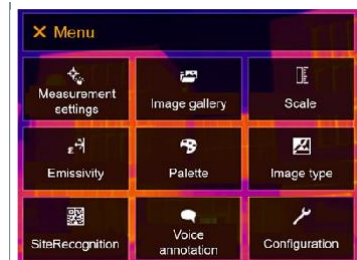 X Menu
Measurement
settings
Image gallery
Scale
Emissivity
Palette
Image type
SiteRecognition
Voice
annotation
Configuration